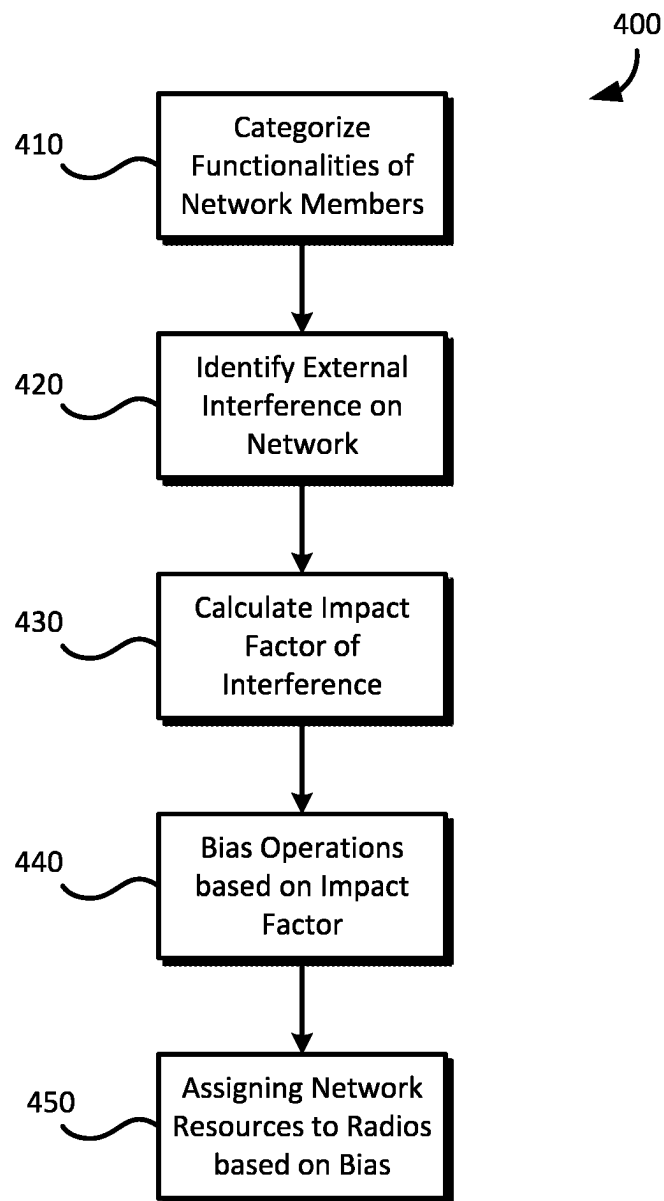 400
410
Categorize
Functionalities of
Network Members
420
Identify External
Interference on
Network
430
Calculate Impact
Factor of
Interference
440
Bias Operations
based on Impact
Factor
450
Assigning Network
Resources to Radios
based on Bias